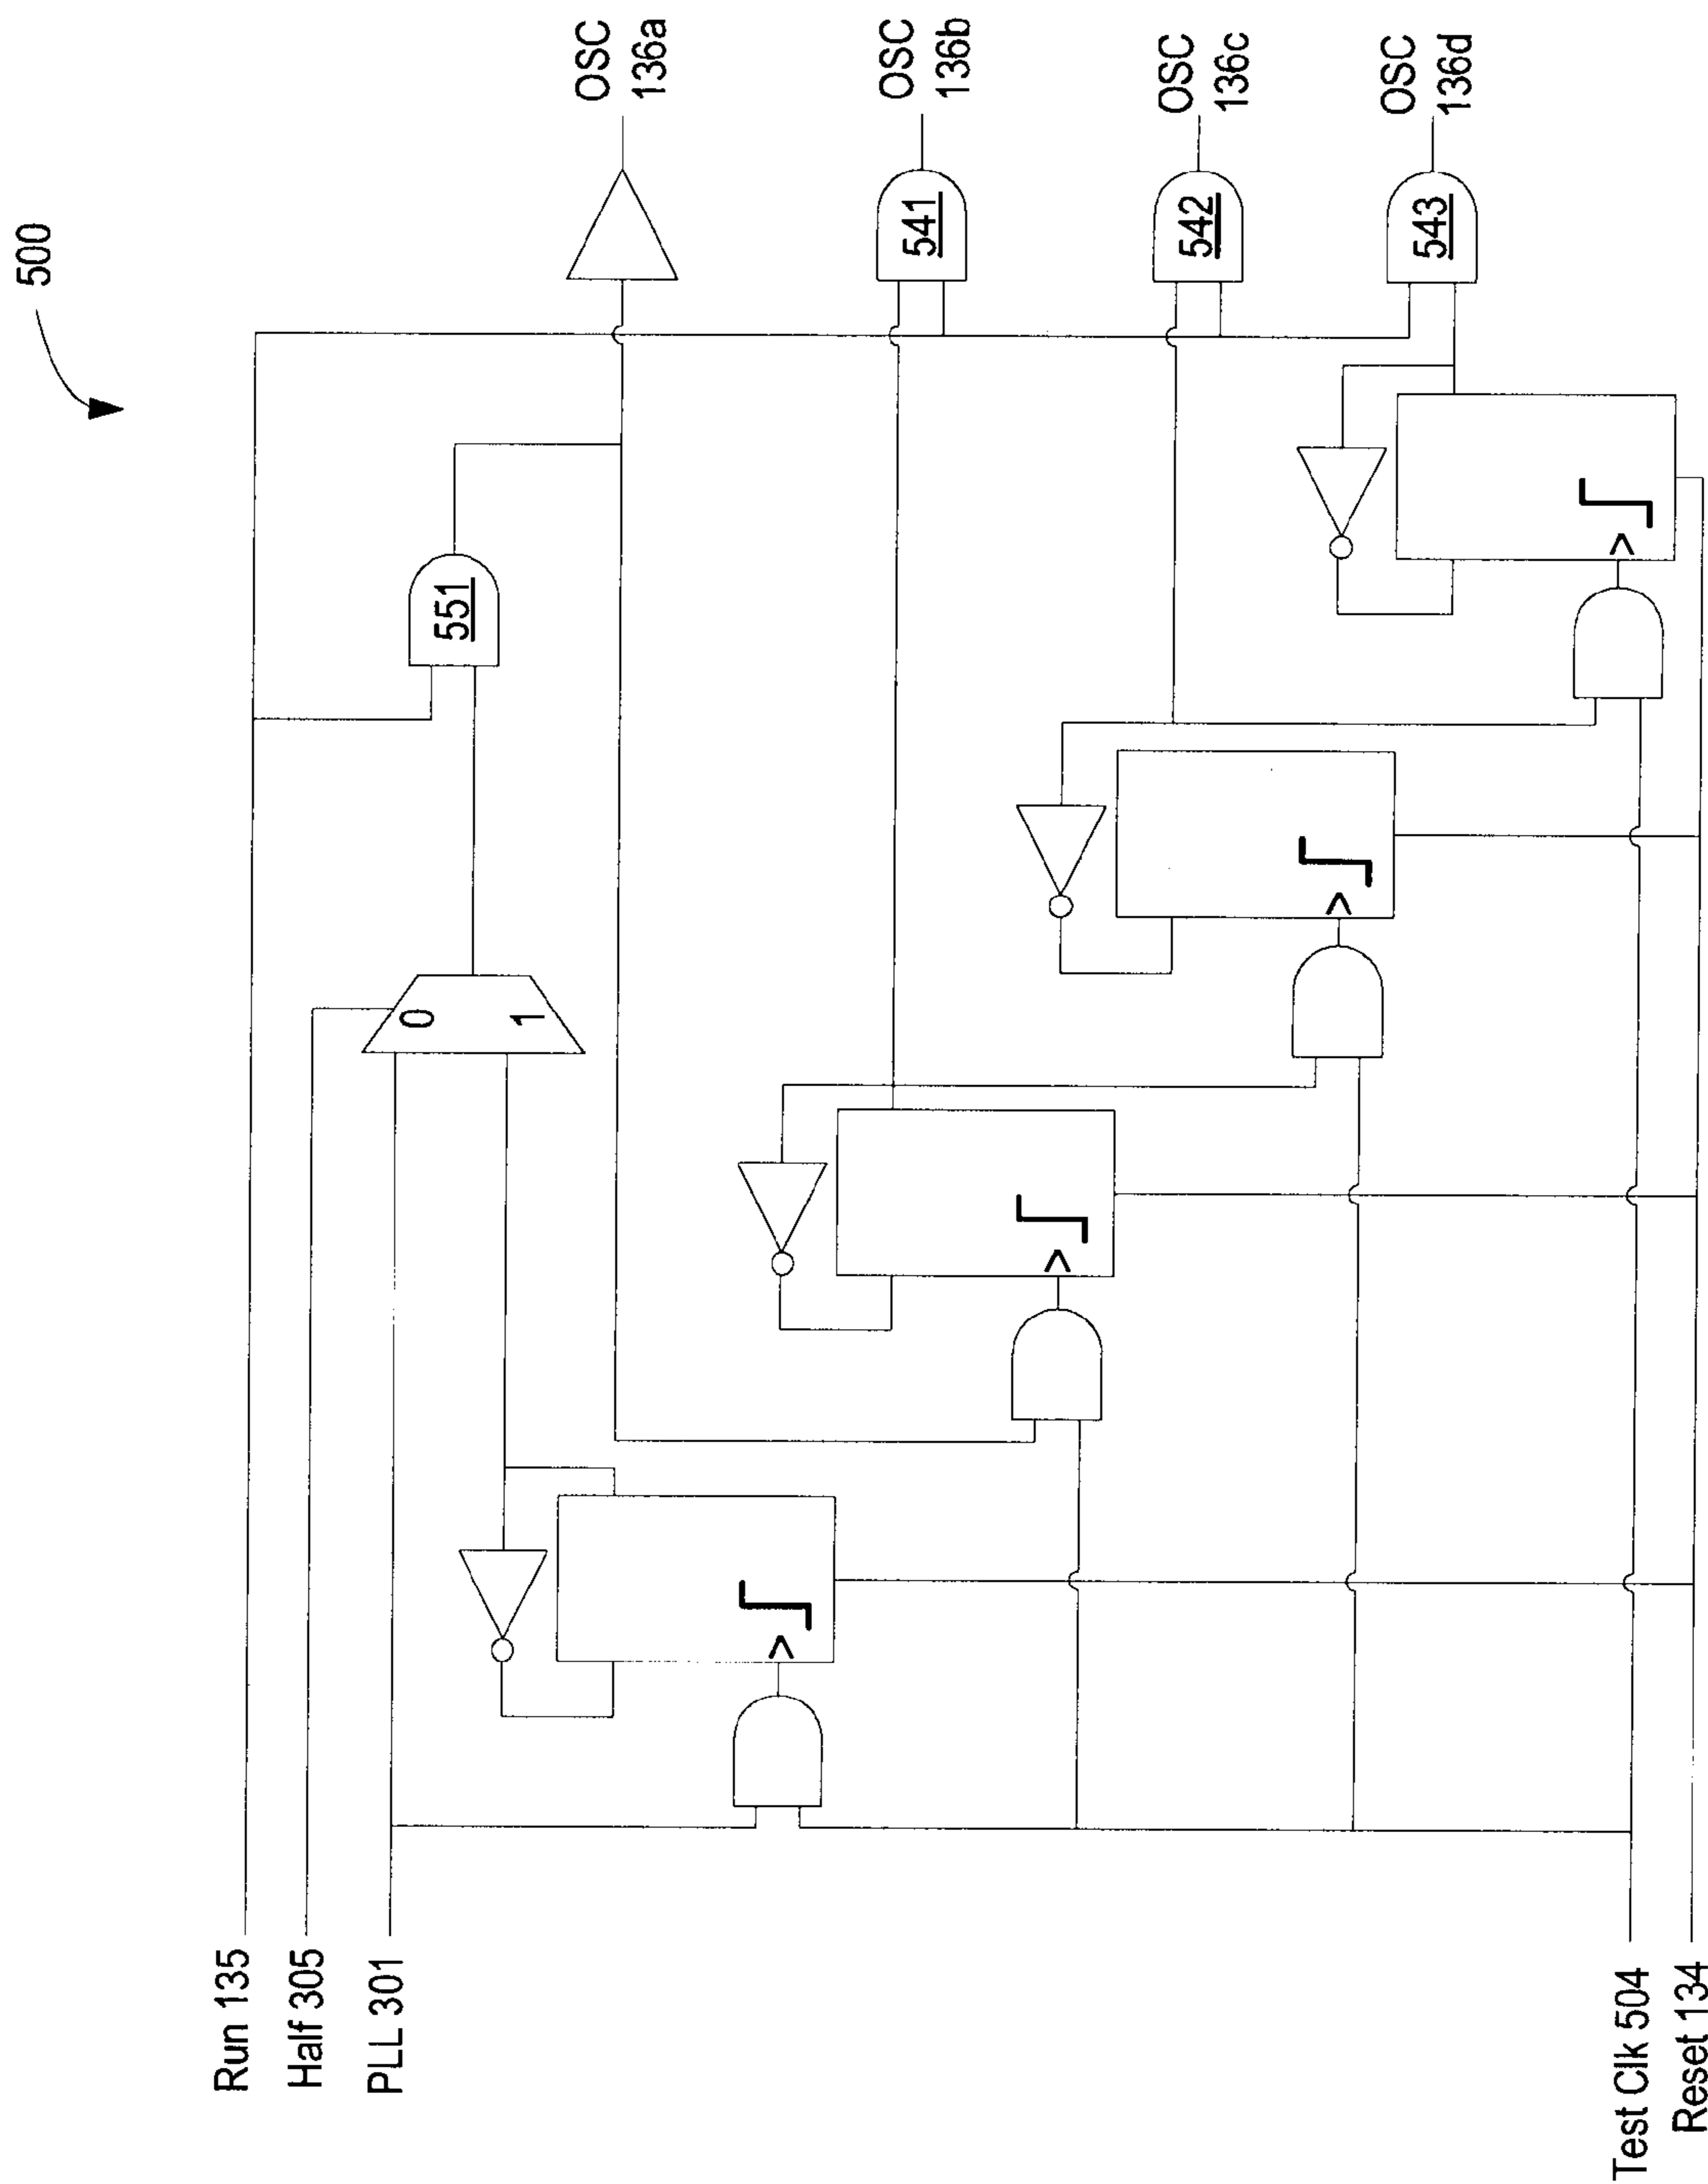 500
Run 135
Half 305
PLL 301
Test Clk 504
Reset 134
0
1
551
541
542
543
OSC
136a
OSC
136b
OSC
136c
OSC
136d